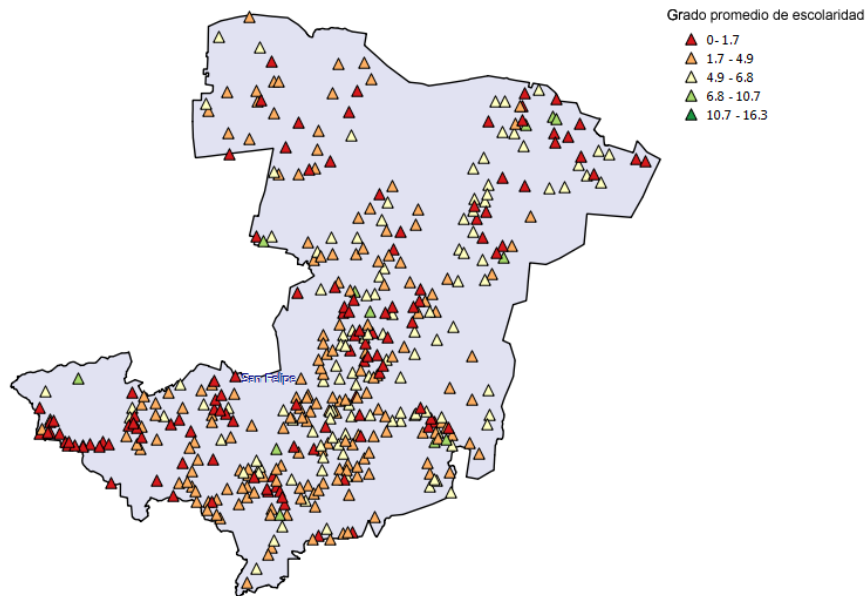 Grado promedio de escolaridad
0- 1.7
1.7 - 4.9
4.9 - 6.8
6.8 - 10.7
10.7 - 16.3
San Felipe